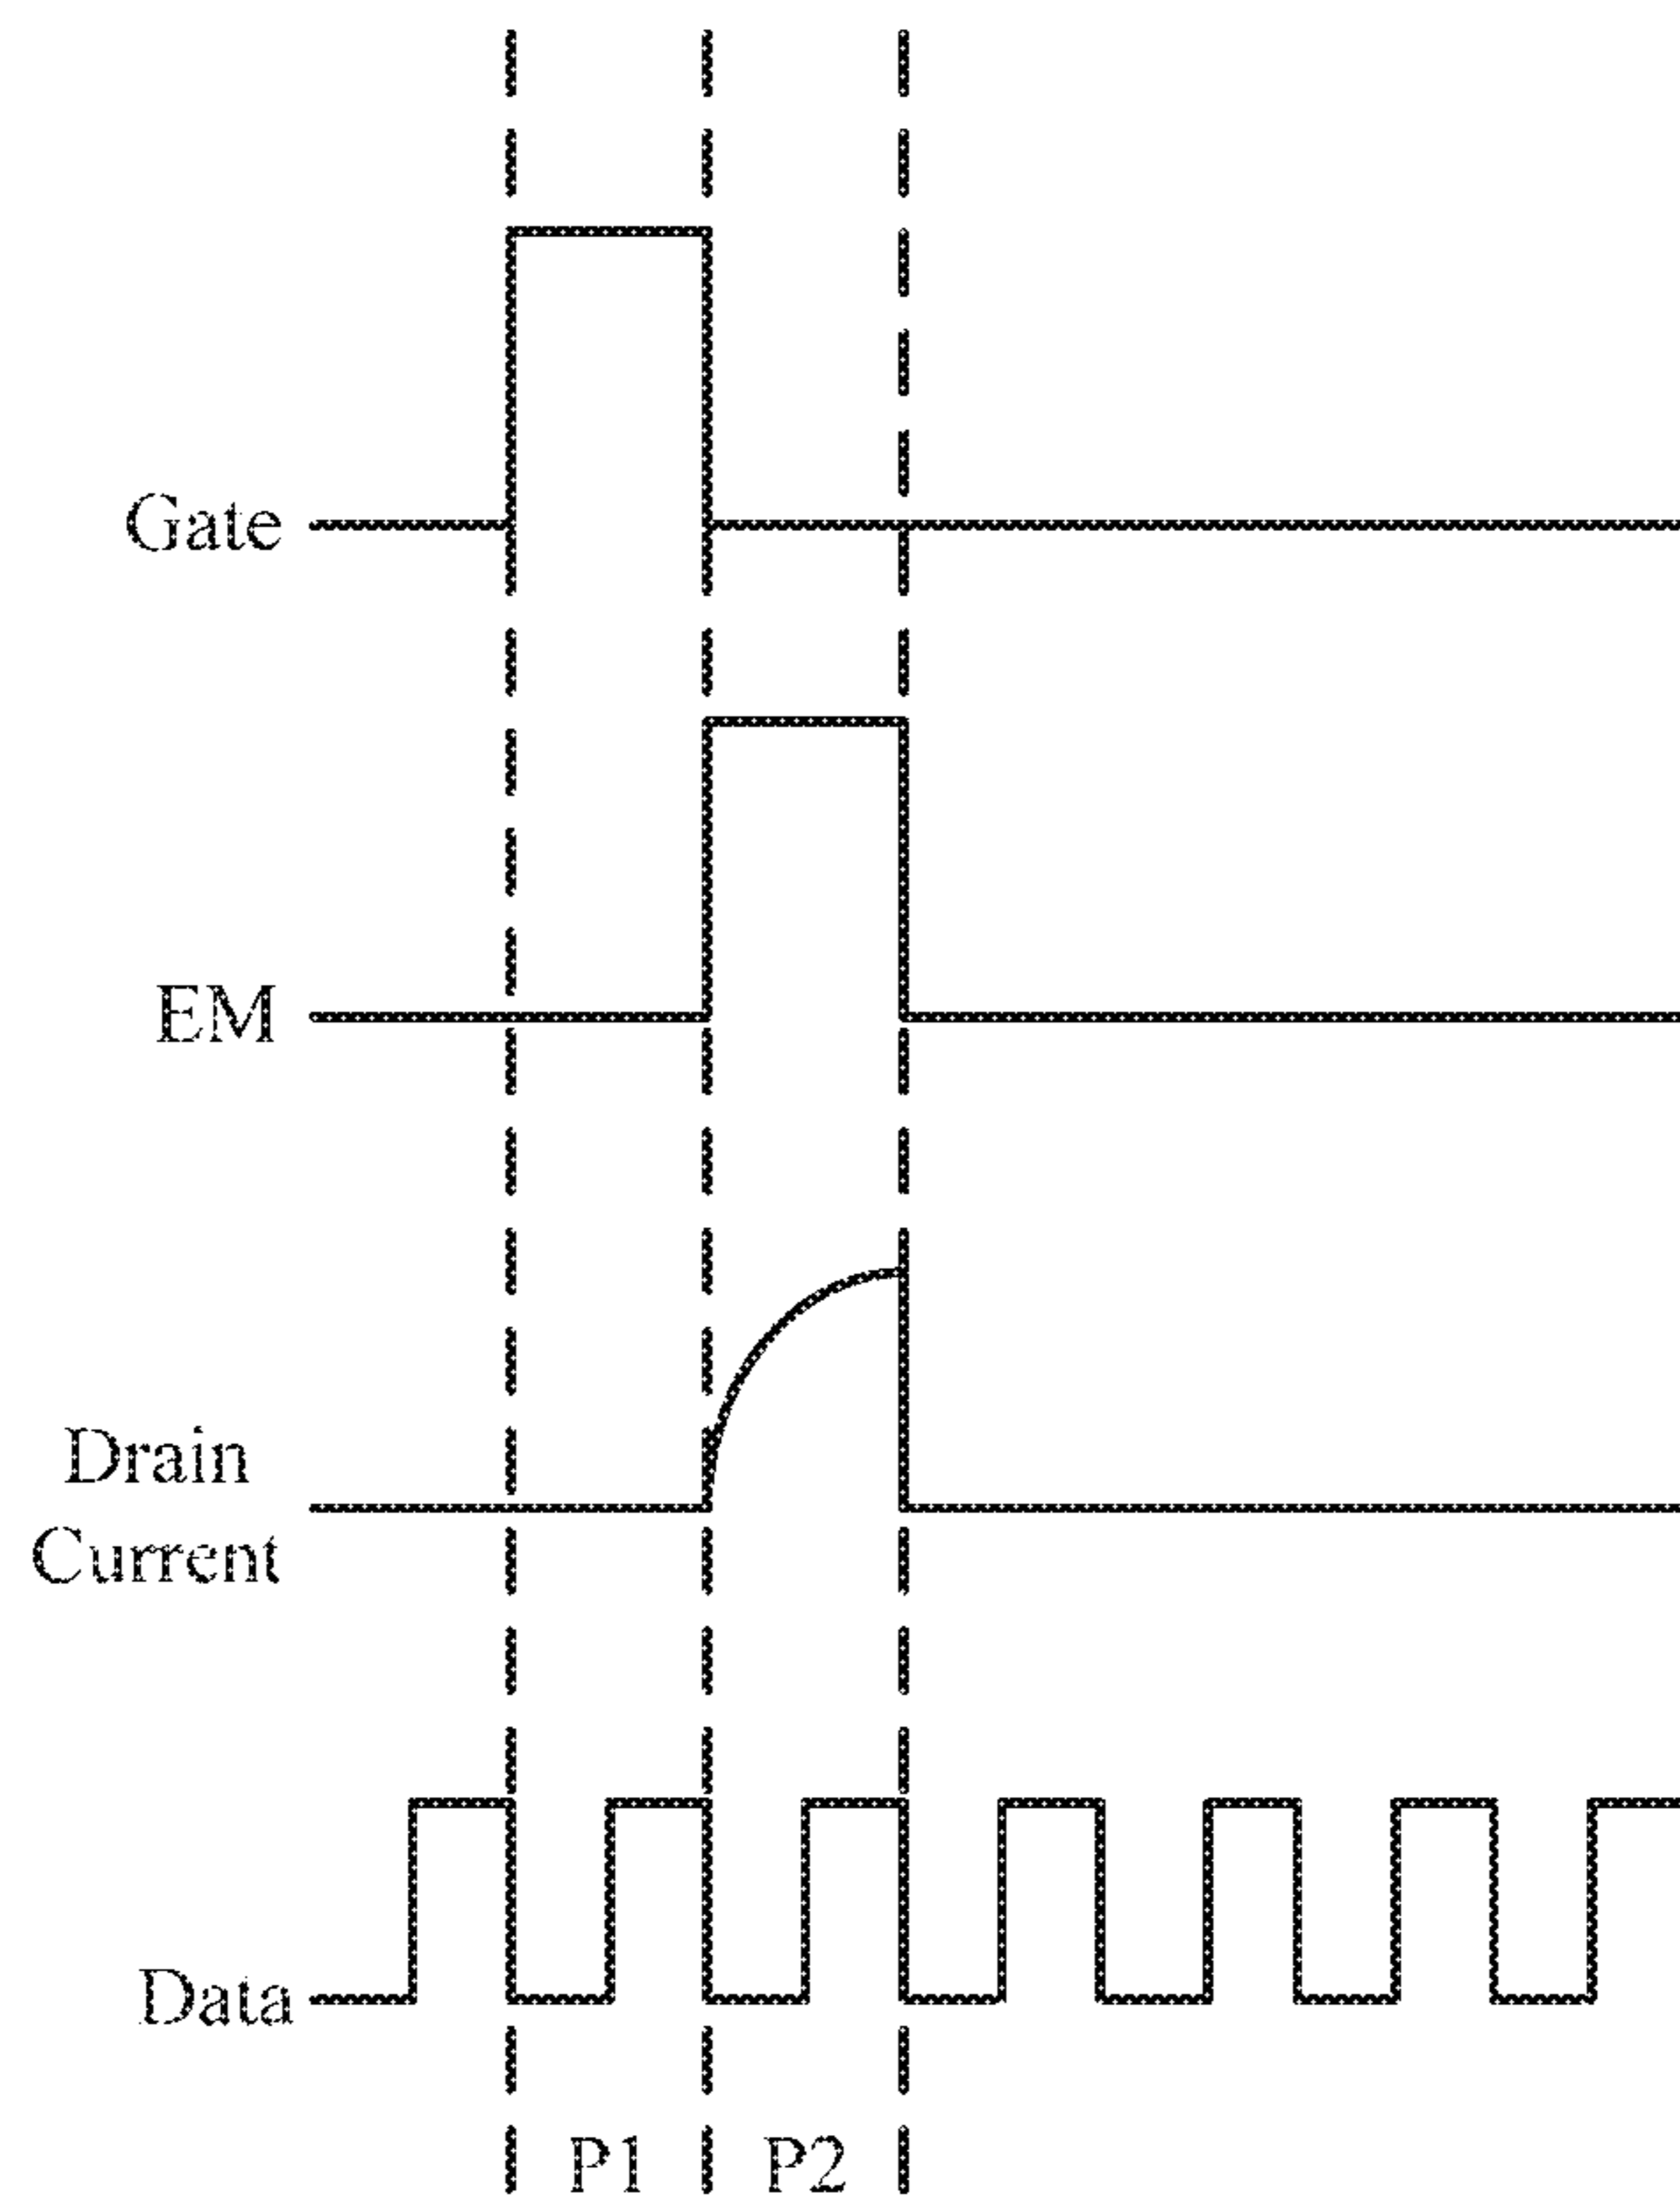 Gate
EM
Drain
Current
Data
P1 P2